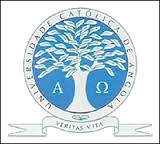 UNIVERSIDADE CATÓLICA DE ANGOLA
Α Ω
VERITAS VITA